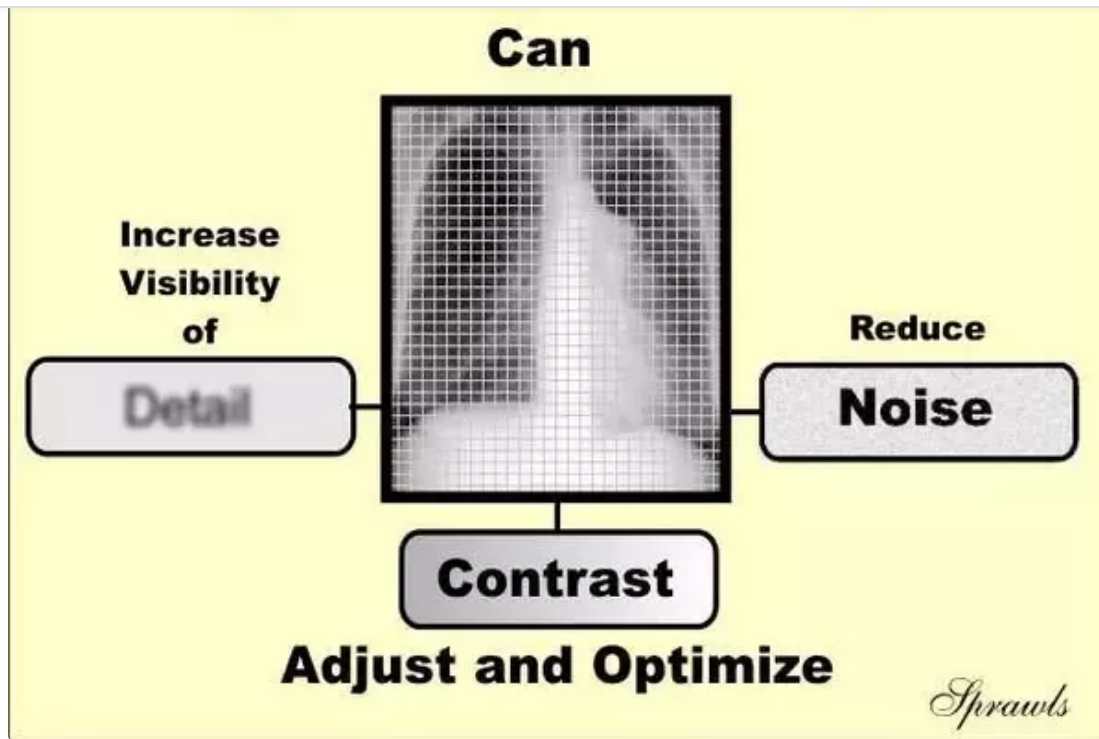 Can
Increase
Visibility
of
Detail
Reduce
Noise
Contrast
Adjust and Optimize
Sprawls